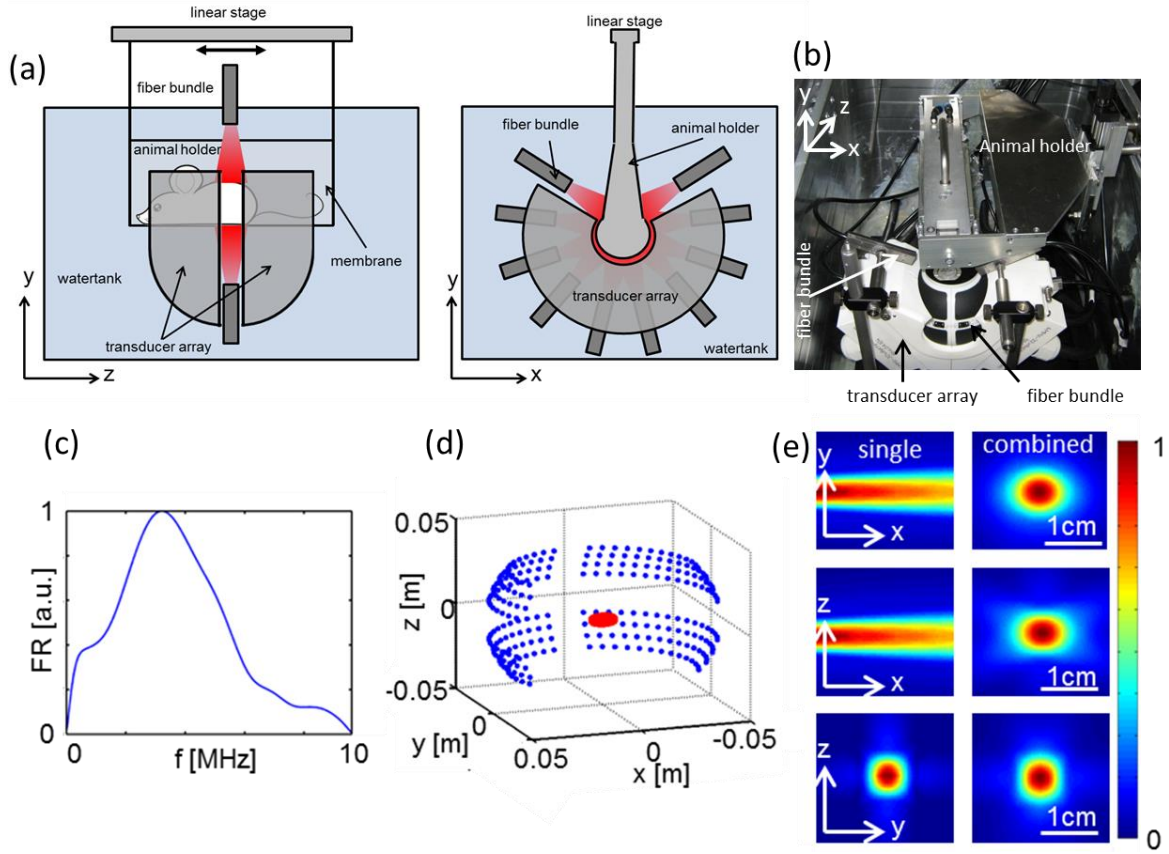 (a)
linear stage
fiber bundle
animal holder
membrane
watertank
transducer array
y
z
linear stage
fiber bundle
animal holder
transducer array
watertank
y
x
(b)
y
z
x
Animal holder
fiber bundle
transducer array
fiber bundle
(c)
1
FR [a.u.]
0
0
10
f [MHz]
(d)
0.05
z [m]
0
-0.05
0
y [m]
0.05
0
-0.05
x [m]
(e)
single
combined
1
y
x
1cm
z
x
1cm
z
y
1cm
0